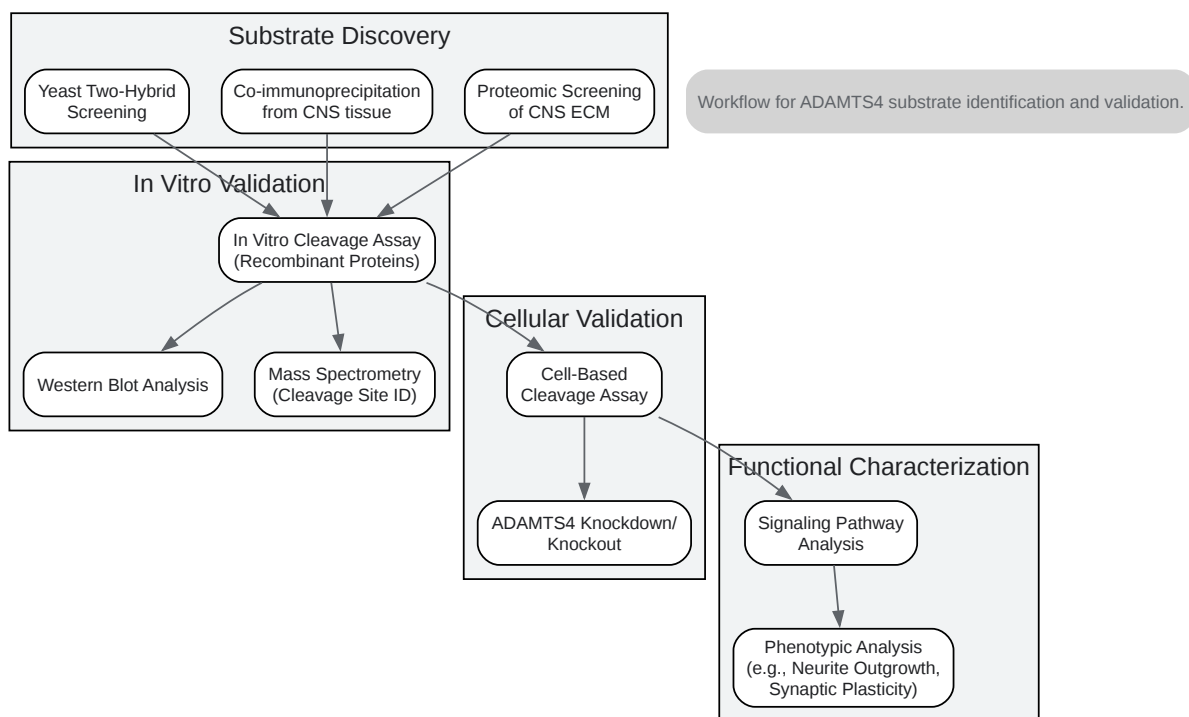 Substrate Discovery
Yeast Two-Hybrid
Screening
Co-immunoprecipitation
from CNS tissue
Proteomic Screening
of CNS ECM
Workflow for ADAMTS4 substrate identification and validation.
In Vitro Validation
In Vitro Cleavage Assay
(Recombinant Proteins)
Western Blot Analysis
Mass Spectrometry
(Cleavage Site ID)
Cellular Validation
Cell-Based
Cleavage Assay
ADAMTS4 Knockdown/
Knockout
Functional Characterization
Signaling Pathway
Analysis
Phenotypic Analysis
(e.g., Neurite Outgrowth,
Synaptic Plasticity)